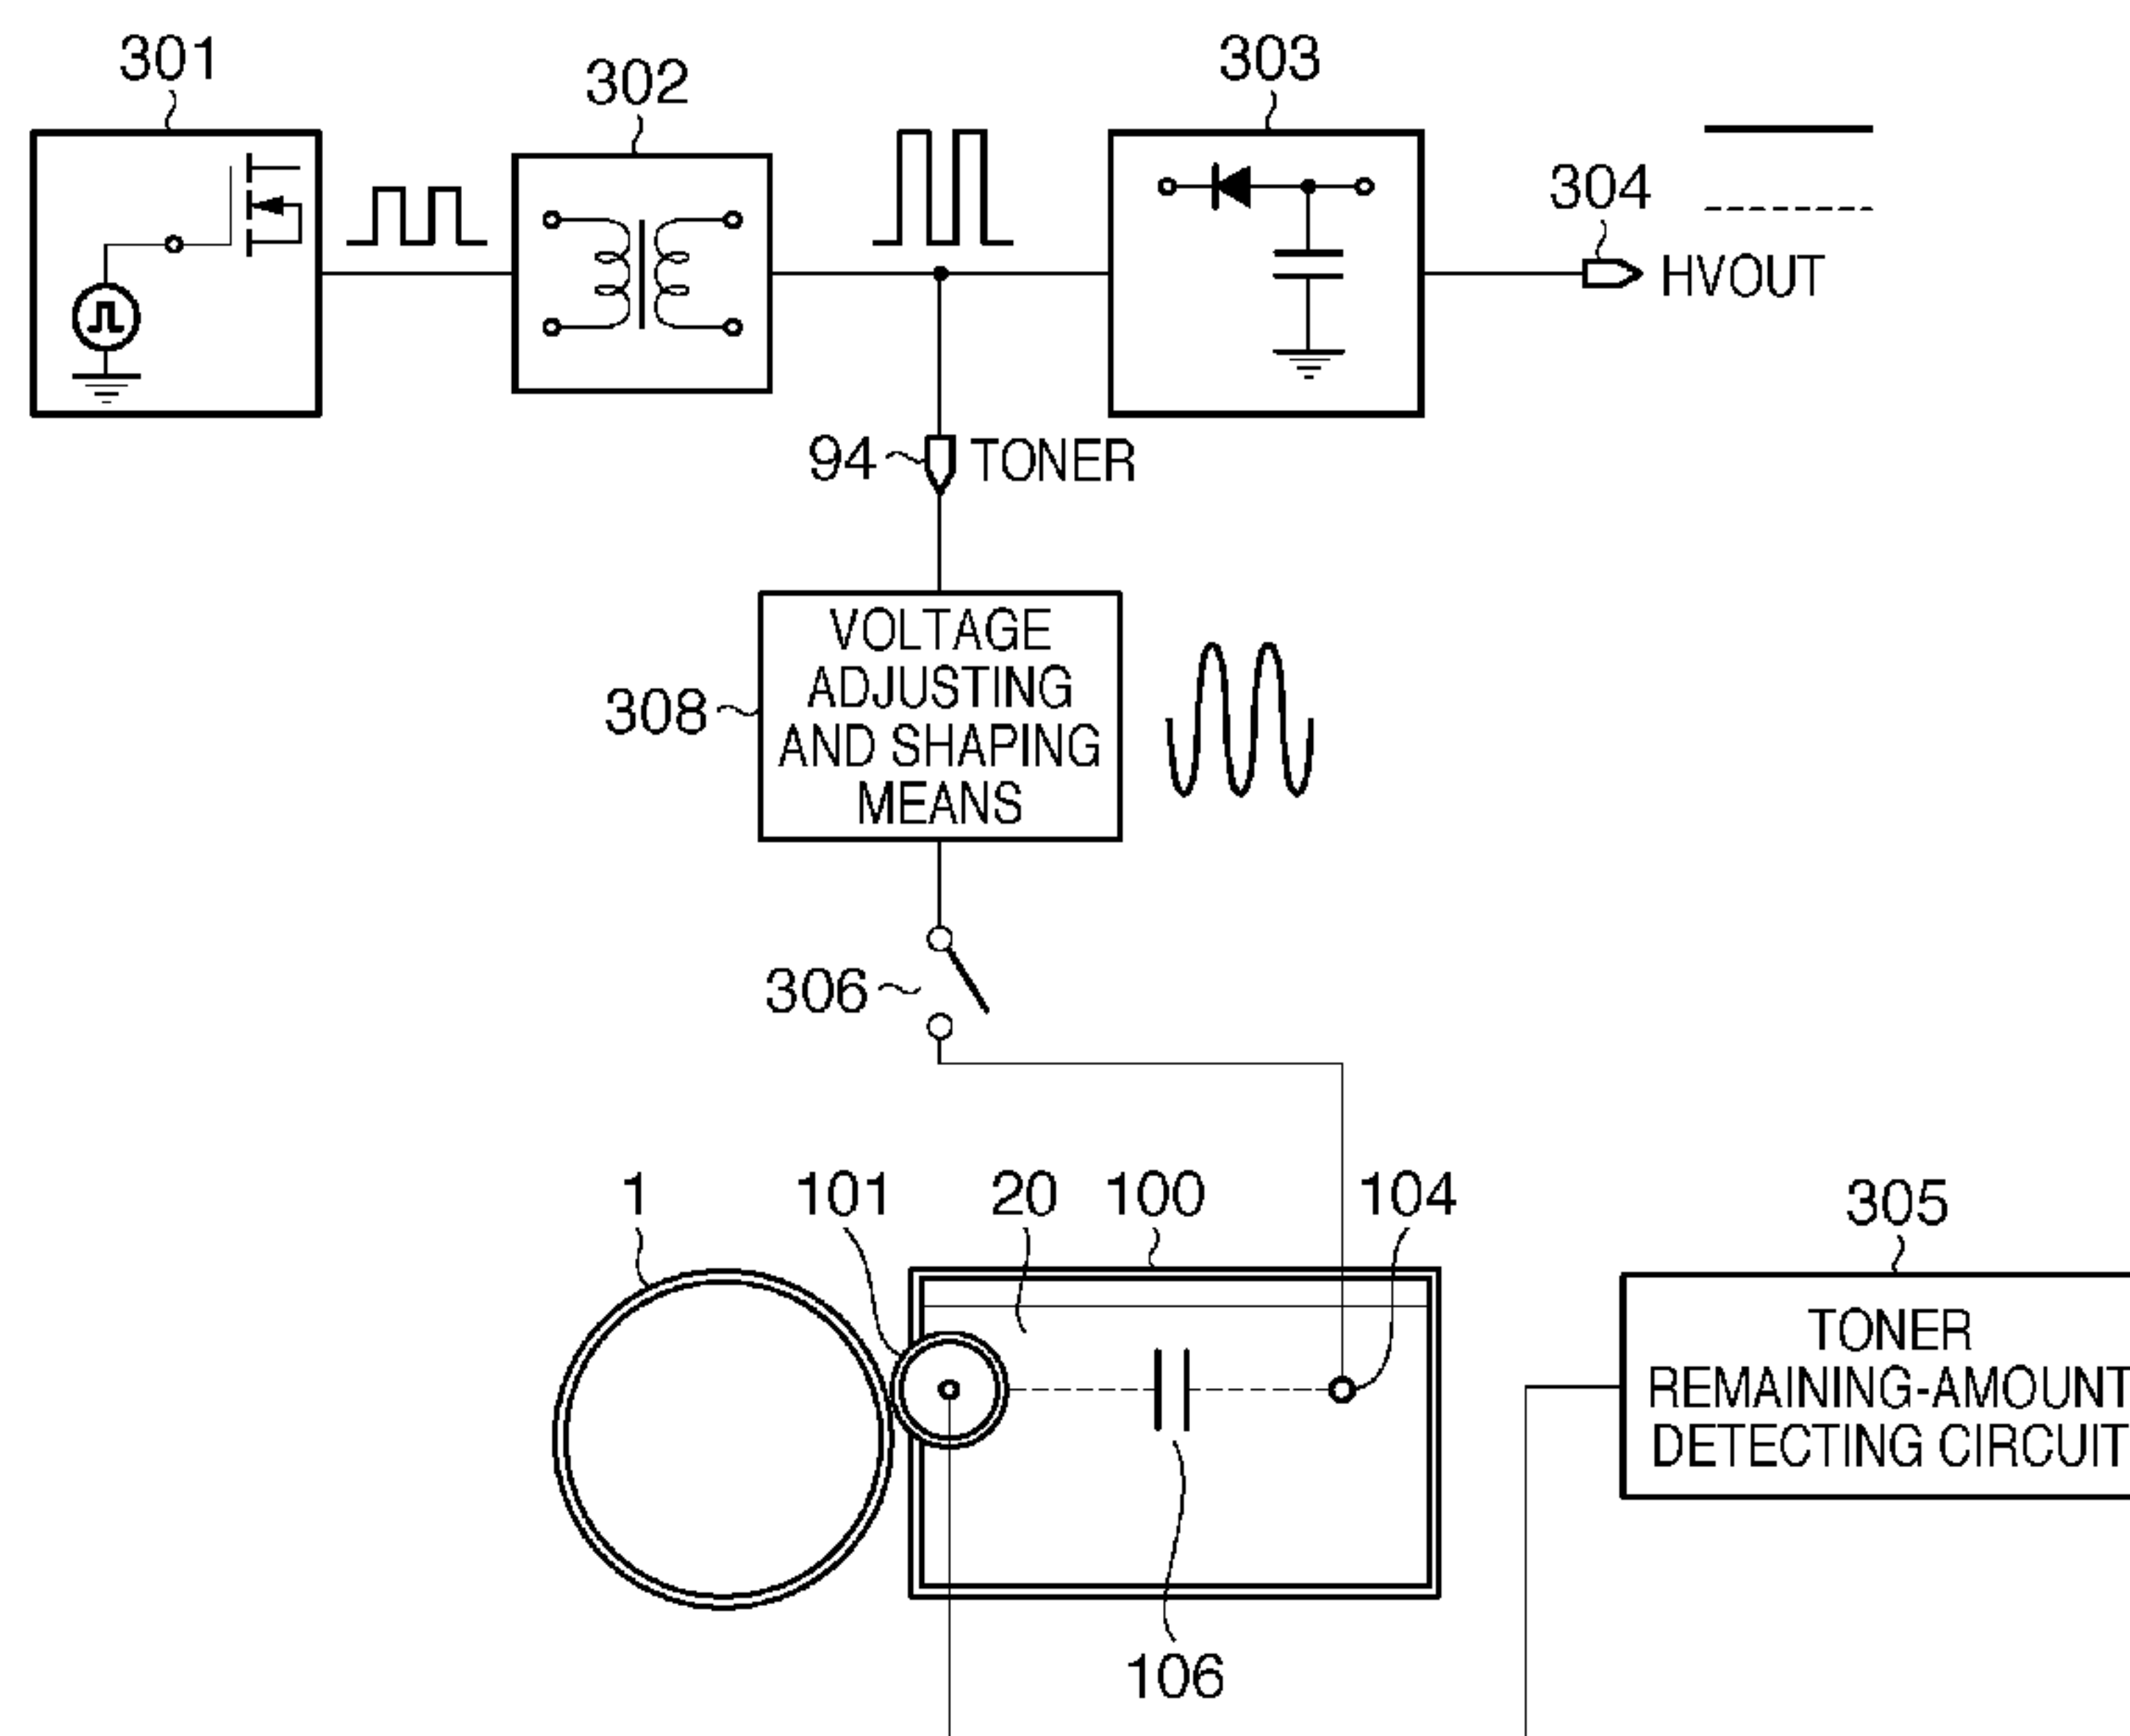 301
302
303
304
HVOUT
94
TONER
308
VOLTAGE
ADJUSTING
AND SHAPING
MEANS
306
1
101
20
100
104
305
TONER
REMAINING-AMOUNT
DETECTING CIRCUIT
106